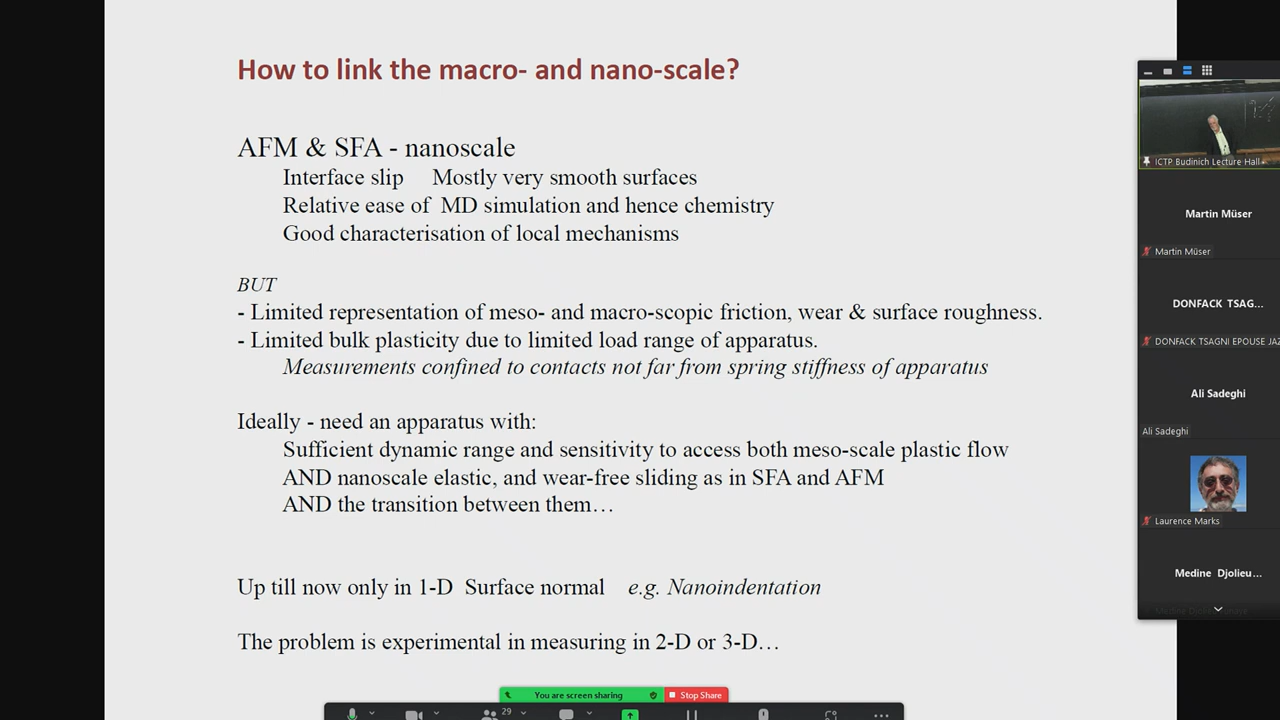 How to link the macro- and nano-scale?
AFM & SFA - nanoscale
Interface slip Mostly very smooth surfaces
Relative ease of MD simulation and hence chemistry
Good characterisation of local mechanisms
BUT
- Limited representation of meso- and macro-scopic friction, wear & surface roughness.
- Limited bulk plasticity due to limited load range of apparatus.
Measurements confined to contacts not far from spring stiffness of apparatus
Ideally - need an apparatus with:
Sufficient dynamic range and sensitivity to access both meso-scale plastic flow
AND nanoscale elastic, and wear-free sliding as in SFA and AFM
AND the transition between them…
Up till now only in 1-D Surface normal e.g. Nanoindentation
The problem is experimental in measuring in 2-D or 3-D…
ICTP Budinich Lecture Hall
Martin Müser
Martin Müser
DONFACK TSAG...
DONFACK TSAGNI EPOUSE JAZ
Ali Sadeghi
Ali Sadeghi
Laurence Marks
Medine Djolieu...
You are screen sharing
Stop Share
29